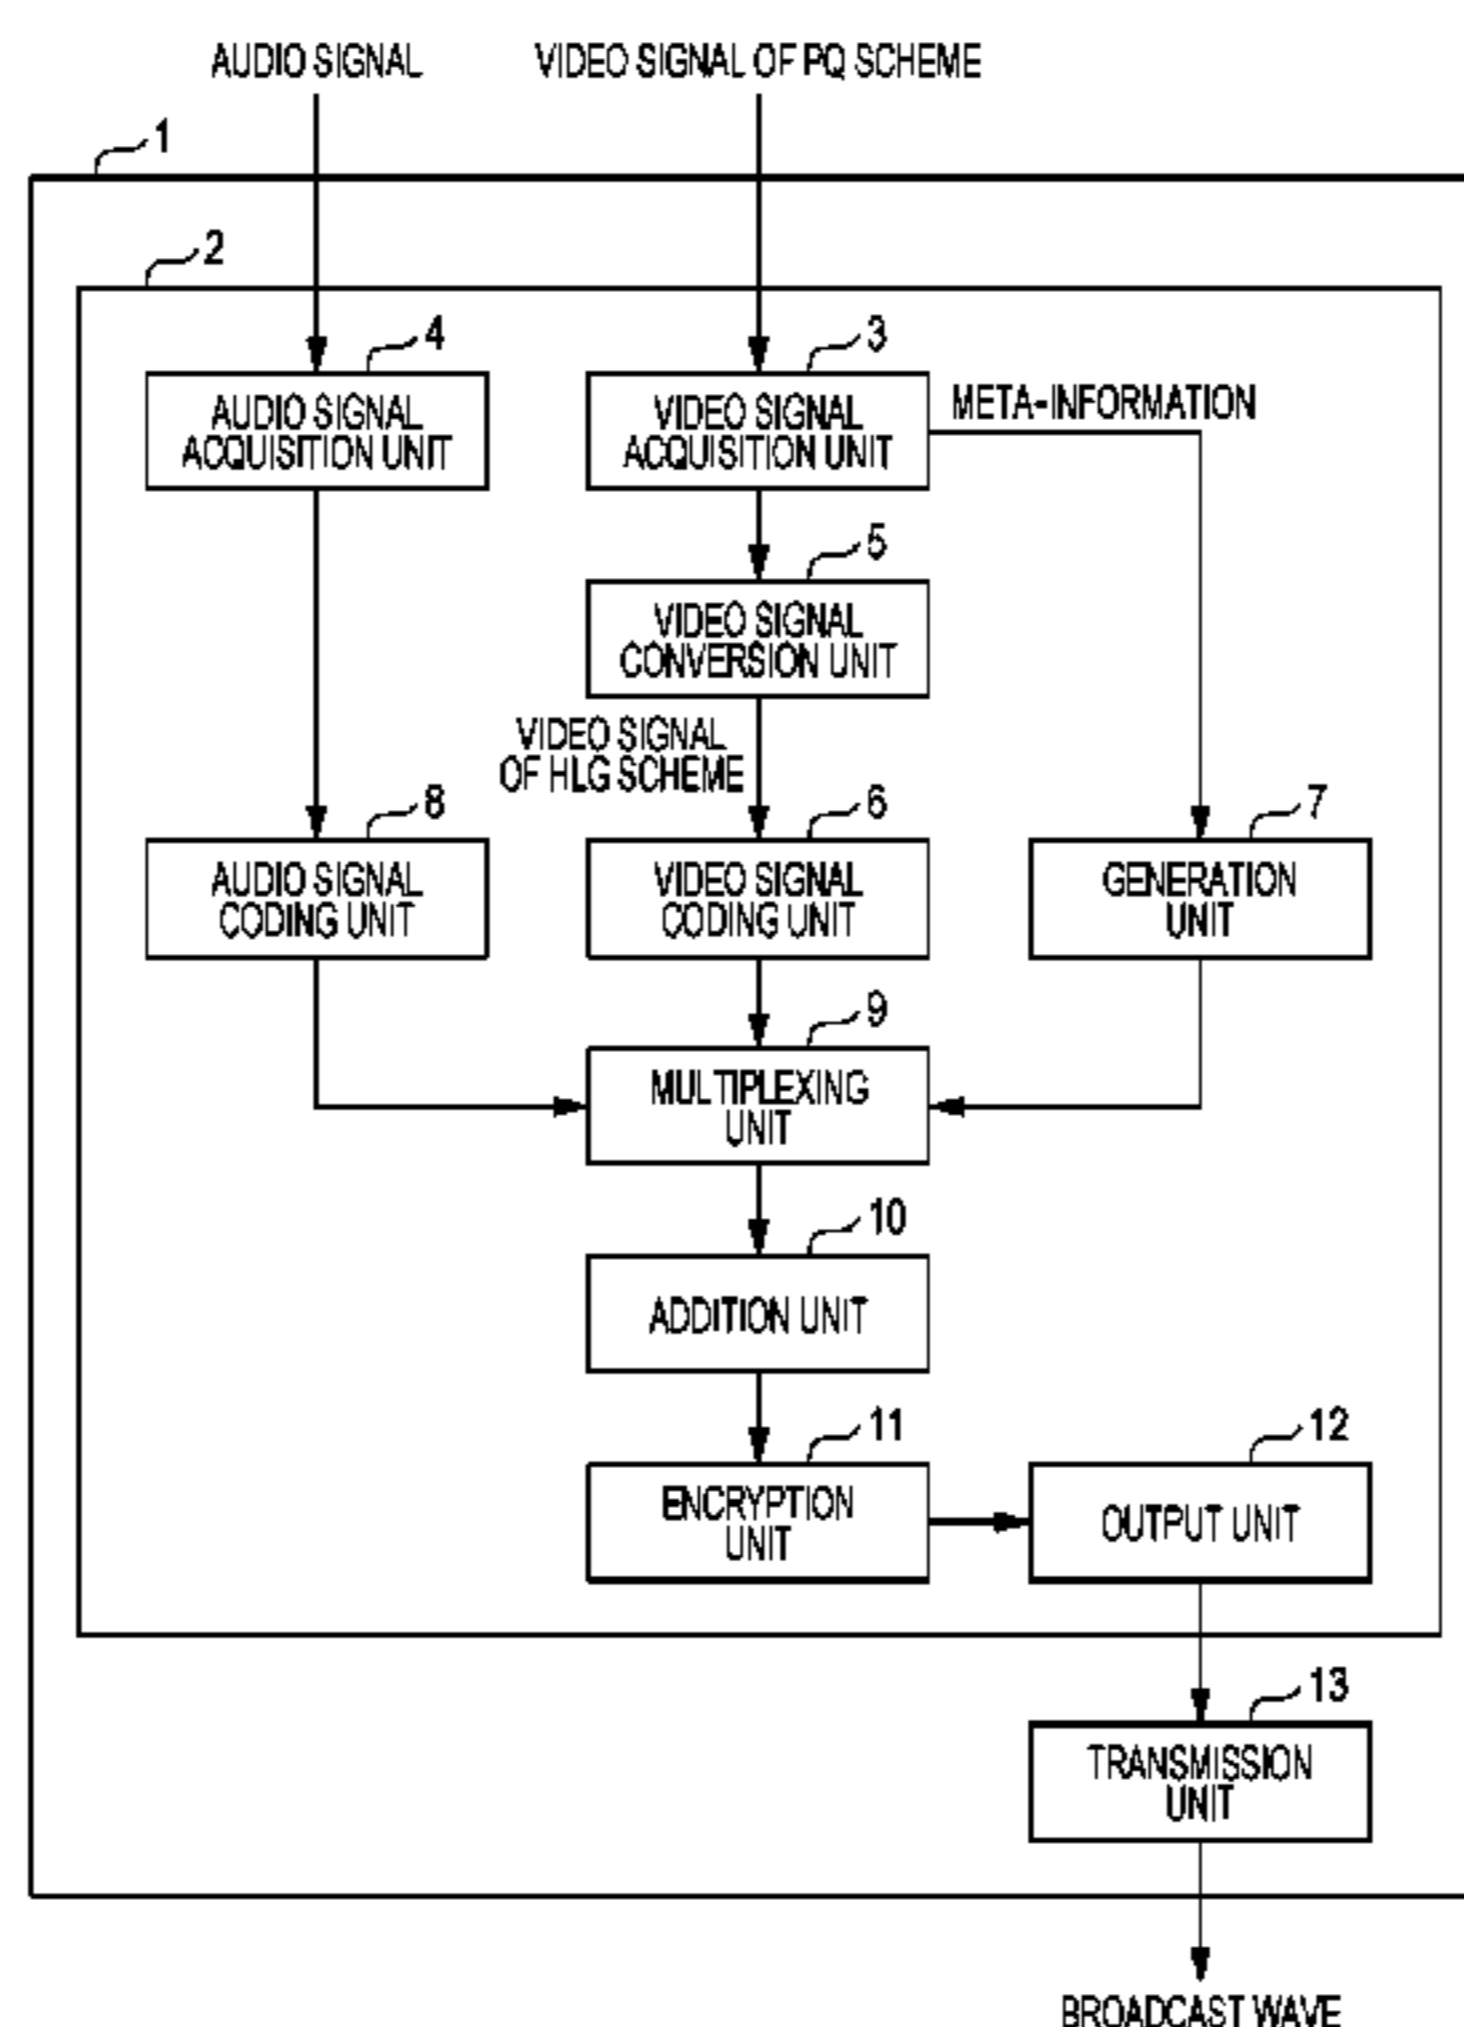 AUDIO SIGNAL
VIDEO SIGNAL OF PQ SCHEME
1
2
4
3
AUDIO SIGNAL
ACQUISITION UNIT
VIDEO SIGNAL
ACQUISITION UNIT
META-INFORMATION
5
VIDEO SIGNAL
CONVERSION UNIT
VIDEO SIGNAL
OF HLG SCHEME
8
6
7
AUDIO SIGNAL
CODING UNIT
VIDEO SIGNAL
CODING UNIT
GENERATION
UNIT
9
MULTIPLEXING
UNIT
10
ADDITION UNIT
11
12
ENCRYPTION
UNIT
OUTPUT UNIT
13
TRANSMISSION
UNIT
BROADCAST WAVE